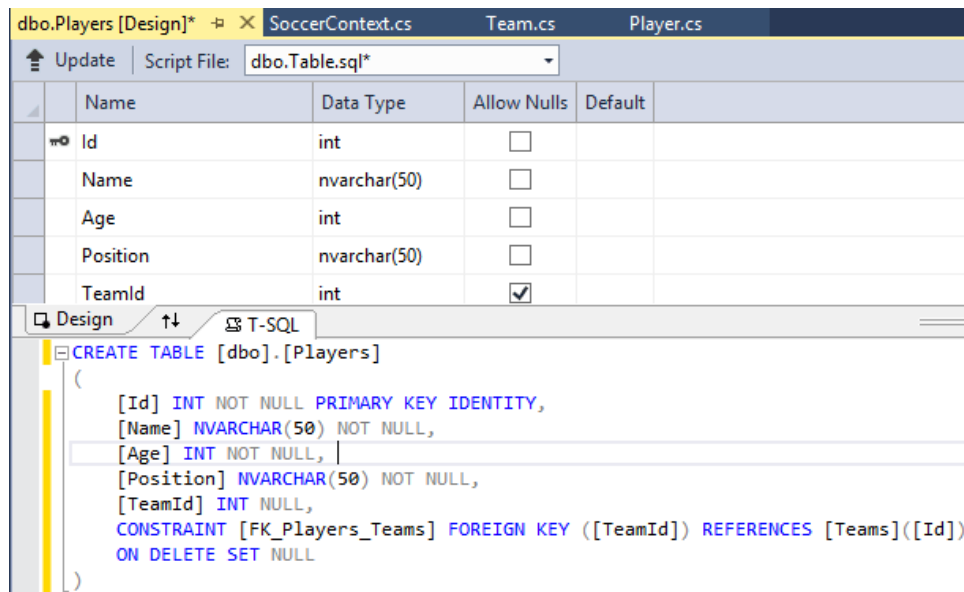 dbo.Players [Design]* SoccerContext.cs Team.cs Player.cs
Update Script File: dbo.Table.sql*
Name Data Type Allow Nulls Default
Id int
Name nvarchar(50)
Age int
Position nvarchar(50)
TeamId int
Design T-SQL
CREATE TABLE [dbo].[Players]
(
[Id] INT NOT NULL PRIMARY KEY IDENTITY,
[Name] NVARCHAR(50) NOT NULL,
[Age] INT NOT NULL,
[Position] NVARCHAR(50) NOT NULL,
[TeamId] INT NULL,
CONSTRAINT [FK_Players_Teams] FOREIGN KEY ([TeamId]) REFERENCES [Teams]([Id])
ON DELETE SET NULL
)